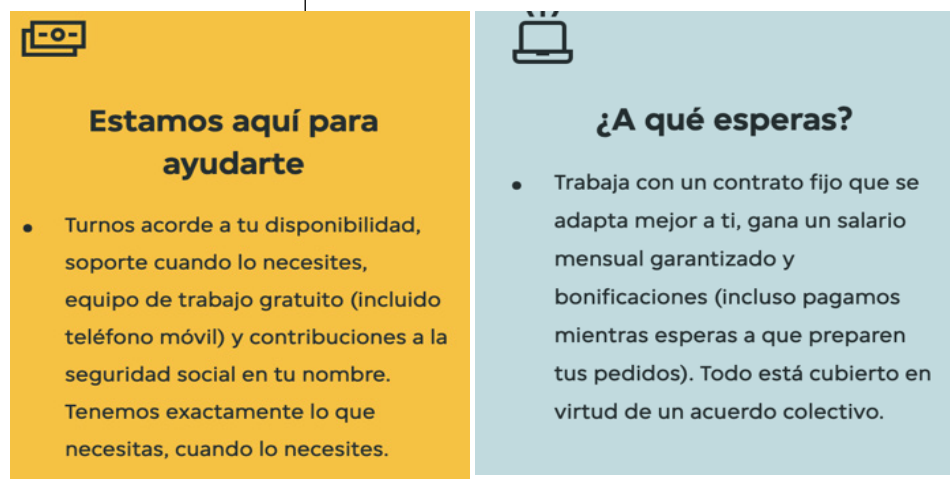 Estamos aquí para
ayudarte
• Turnos acorde a tu disponibilidad,
soporte cuando lo necesites,
equipo de trabajo gratuito (incluido
teléfono móvil) y contribuciones a la
seguridad social en tu nombre.
Tenemos exactamente lo que
necesitas, cuando lo necesites.
¿A qué esperas?
• Trabaja con un contrato fijo que se
adapta mejor a ti, gana un salario
mensual garantizado y
bonificaciones (incluso pagamos
mientras esperas a que preparen
tus pedidos). Todo está cubierto en
virtud de un acuerdo colectivo.